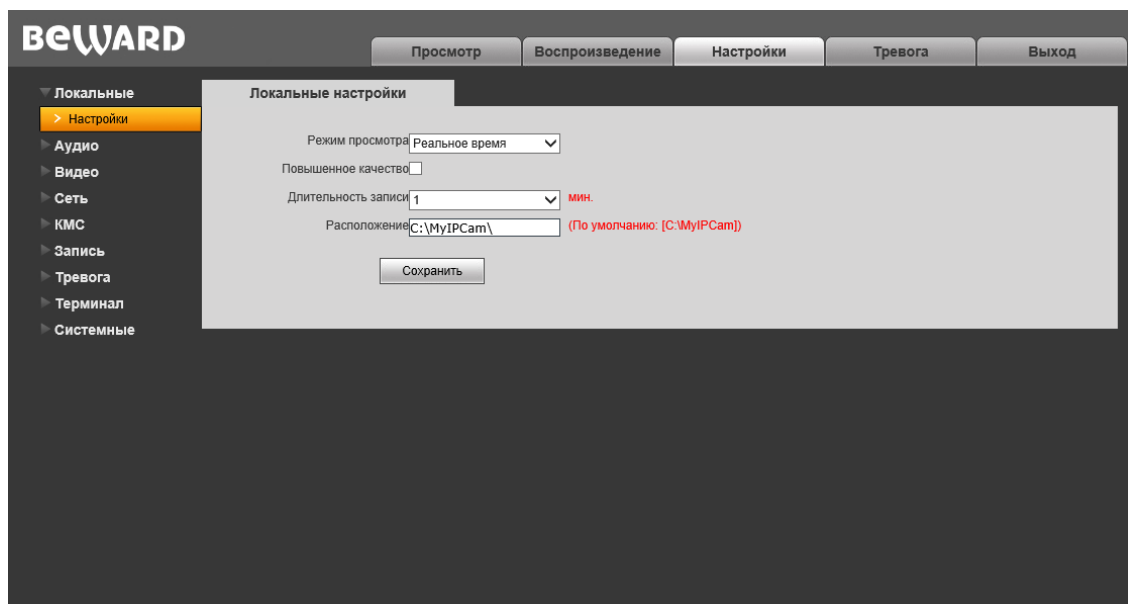 BEWARD
Просмотр Воспроизведение Настройки Тревога Выход
Локальные
> Настройки
Аудио
Видео
Сеть
КМС
Запись
Тревога
Терминал
Системные
Локальные настройки
Режим просмотра Реальное время
Повышенное качество
Длительность записи 1 мин.
Расположение C:\MyIPCam\ (По умолчанию: [C:\MyIPCam])
Сохранить